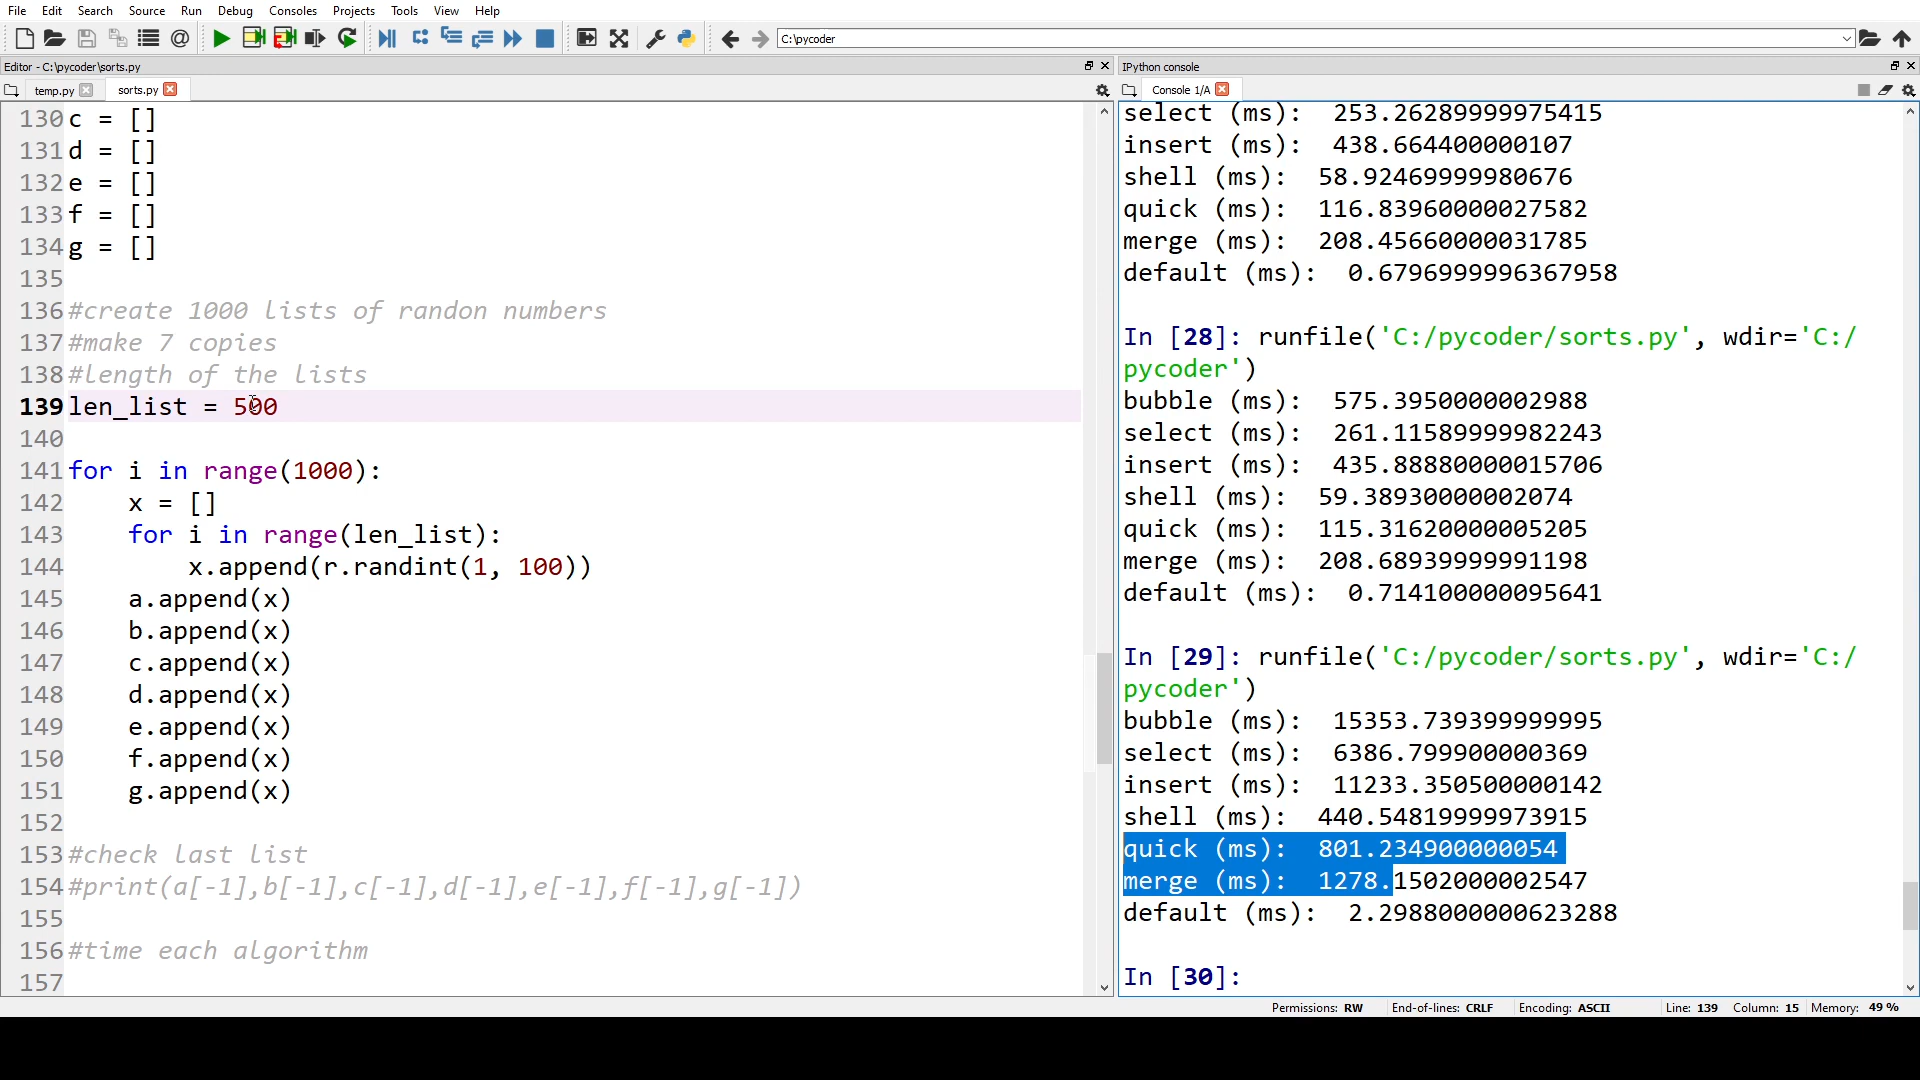 File Edit Search Source Run Debug Consoles Projects Tools View Help
C:\pycoder
Editor - C:\pycoder\sorts.py
temp.py
sorts.py
130 c = []
131 d = []
132 e = []
133 f = []
134 g = []
135
136 #create 1000 lists of randon numbers
137 #make 7 copies
138 #length of the lists
139 len_list = 500
140
141 for i in range(1000):
142 x = []
143 for i in range(len_list):
144 x.append(r.randint(1, 100))
145 a.append(x)
146 b.append(x)
147 c.append(x)
148 d.append(x)
149 e.append(x)
150 f.append(x)
151 g.append(x)
152
153 #check last list
154 #print(a[-1],b[-1],c[-1],d[-1],e[-1],f[-1],g[-1])
155
156 #time each algorithm
157
IPython console
Console 1/A
select (ms): 253.26289999975415
insert (ms): 438.664400000107
shell (ms): 58.92469999980676
quick (ms): 116.83960000027582
merge (ms): 208.45660000031785
default (ms): 0.6796999996367958
In [28]: runfile('C:/pycoder/sorts.py', wdir='C:/
pycoder')
bubble (ms): 575.3950000002988
select (ms): 261.11589999982243
insert (ms): 435.88880000015706
shell (ms): 59.38930000002074
quick (ms): 115.31620000005205
merge (ms): 208.68939999991198
default (ms): 0.714100000095641
In [29]: runfile('C:/pycoder/sorts.py', wdir='C:/
pycoder')
bubble (ms): 15353.739399999995
select (ms): 6386.799900000369
insert (ms): 11233.350500000142
shell (ms): 440.54819999973915
quick (ms): 801.234900000054
merge (ms): 1278.1502000002547
default (ms): 2.2988000000623288
In [30]:
Permissions: RW End-of-lines: CRLF Encoding: ASCII Line: 139 Column: 15 Memory: 49 %